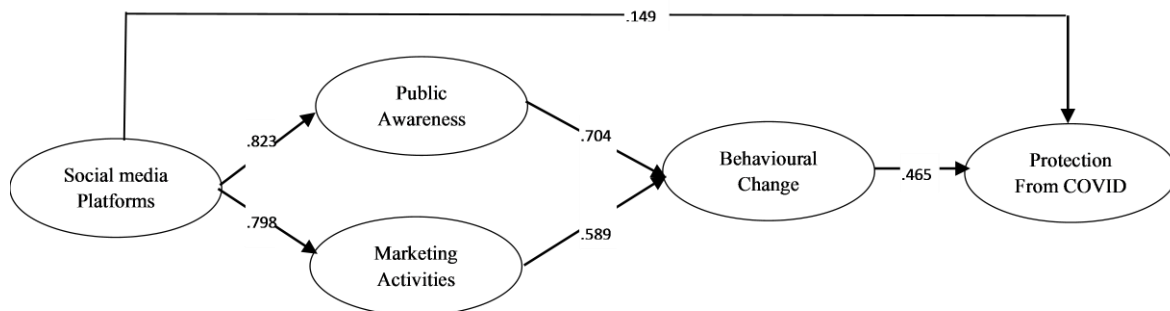 .149
Public
Awareness
.823
.704
Social media
Platforms
Behavioural
Change
.465
Protection
From COVID
.798
.589
Marketing
Activities